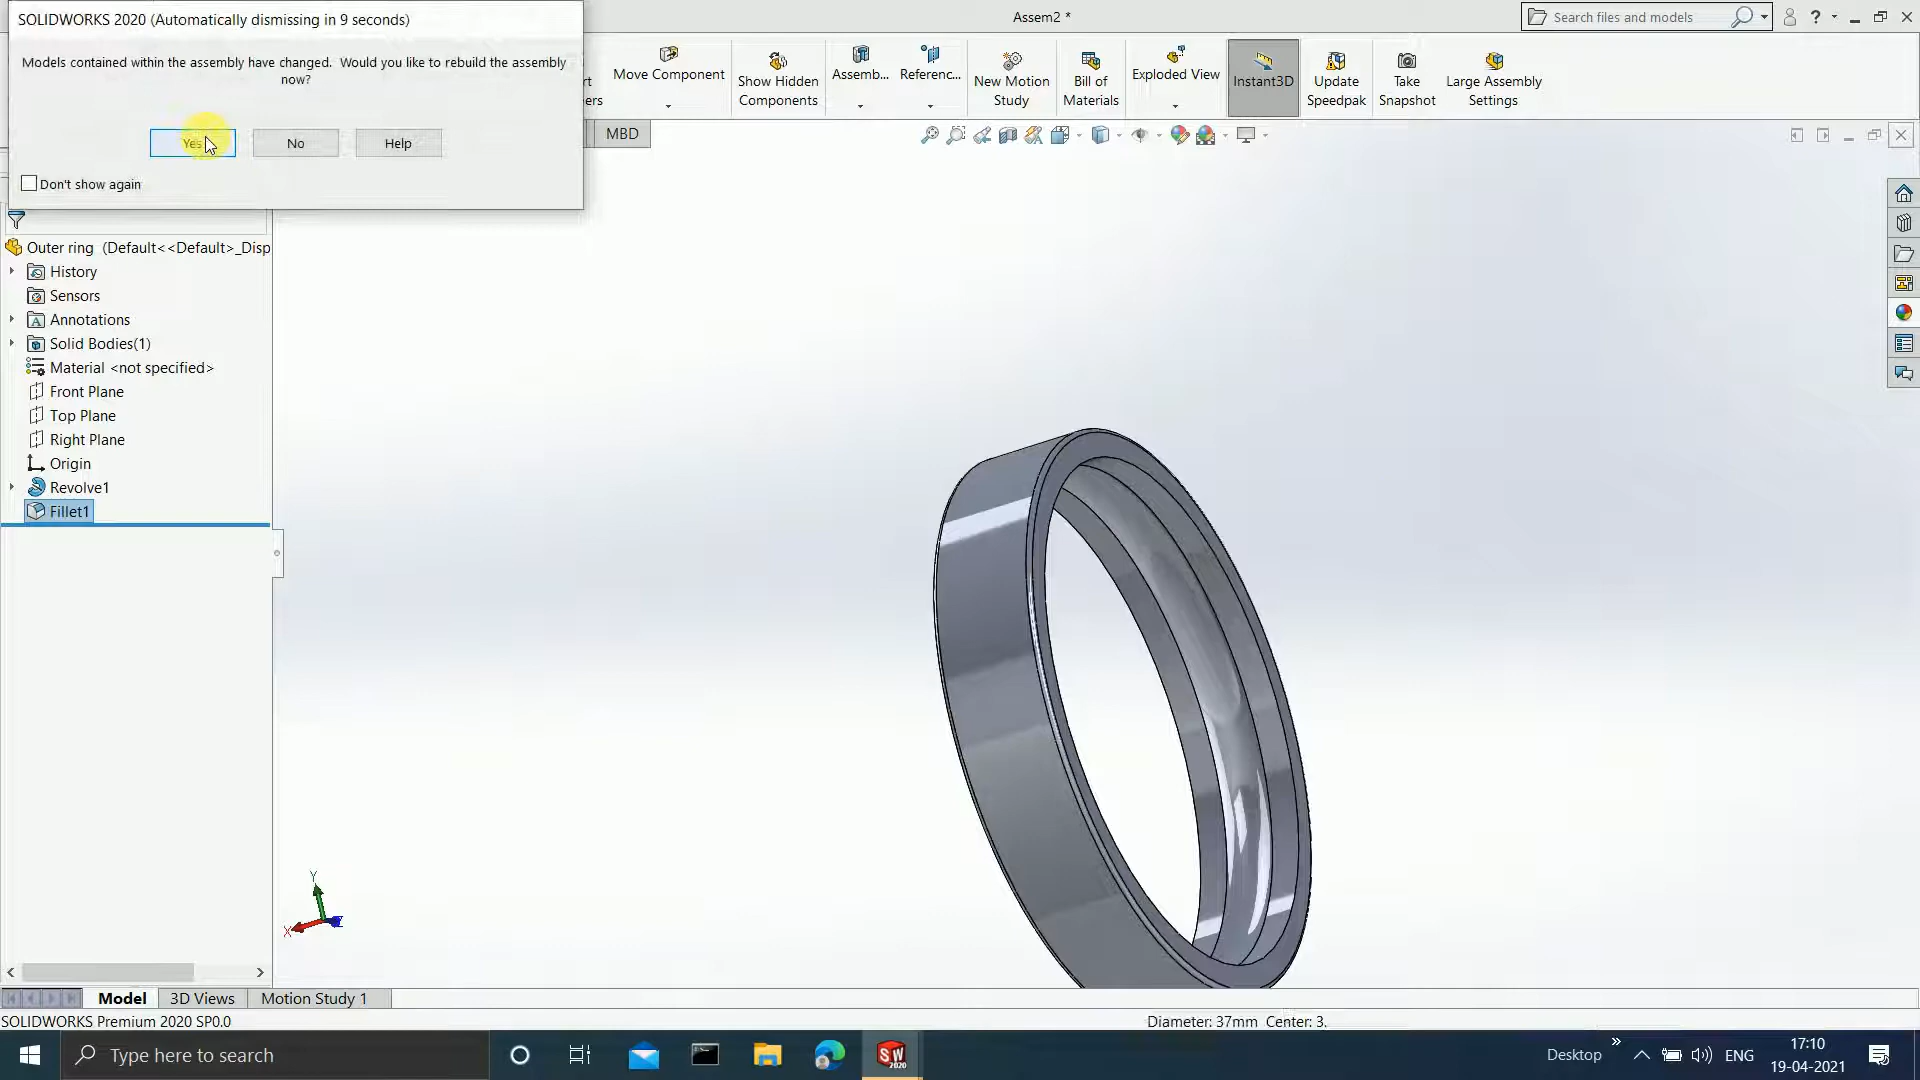 SOLIDWORKS 2020 (Automatically dismissing in 9 seconds)
Models contained within the assembly have changed.  Would you like to rebuild the assembly
now?
Yes
No
Help
Don't show again
Assem2 *
Search files and models
Move Component
Show Hidden
Components
Assemb...
Referenc...
New Motion
Study
Bill of
Materials
Exploded View
Instant3D
Update
Speedpak
Take
Snapshot
Large Assembly
Settings
MBD
Outer ring  (Default<<Default>_Disp
History
Sensors
Annotations
Solid Bodies(1)
Material <not specified>
Front Plane
Top Plane
Right Plane
Origin
Revolve1
Fillet1
Y
X
Model
3D Views
Motion Study 1
SOLIDWORKS Premium 2020 SP0.0
Diameter: 37mm  Center: 3.
Type here to search
SW
2020
Desktop
ENG
17:10
19-04-2021